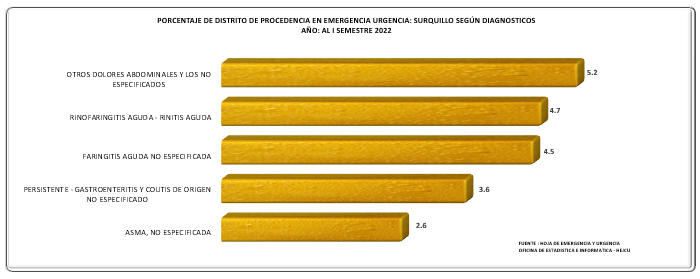 PORCENTAJE DE DISTRITO DE PROCEDENCIA EN EMERGENCIA URGENCIA: SURQUILLO SEGÚN DIAGNOSTICOS
AÑO: AL I SEMESTRE 2022
OTROS DOLORES ABDOMINALES Y LOS NO
ESPECIFICADOS
5.2
RINOFARINGITIS AGUDA - RINITIS AGUDA
4.7
FARINGITIS AGUDA NO ESPECIFICADA
4.5
PERSISTENTE - GASTROENTERITIS Y COLITIS DE ORIGEN
NO ESPECIFICADO
3.6
ASMA, NO ESPECIFICADA
2.6
FUENTE : HOJA DE EMERGENCIA Y URGENCIA
OFICINA DE ESTADISTICA E INFORMATICA - HEJCU